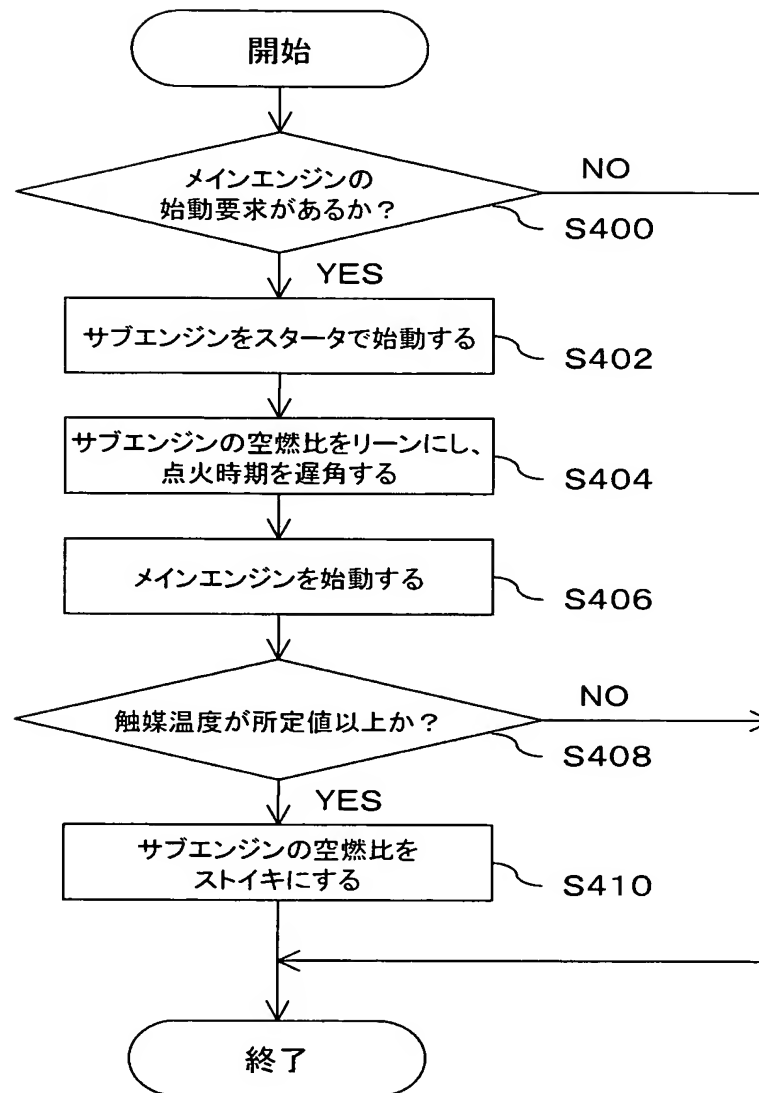 開始
メインエンジンの
始動要求があるか？
NO
S400
YES
サブエンジンをスタータで始動する
S402
サブエンジンの空燃比をリーンにし、
点火時期を遅角する
S404
メインエンジンを始動する
S406
触媒温度が所定値以上か？
NO
S408
YES
サブエンジンの空燃比を
ストイキにする
S410
終了